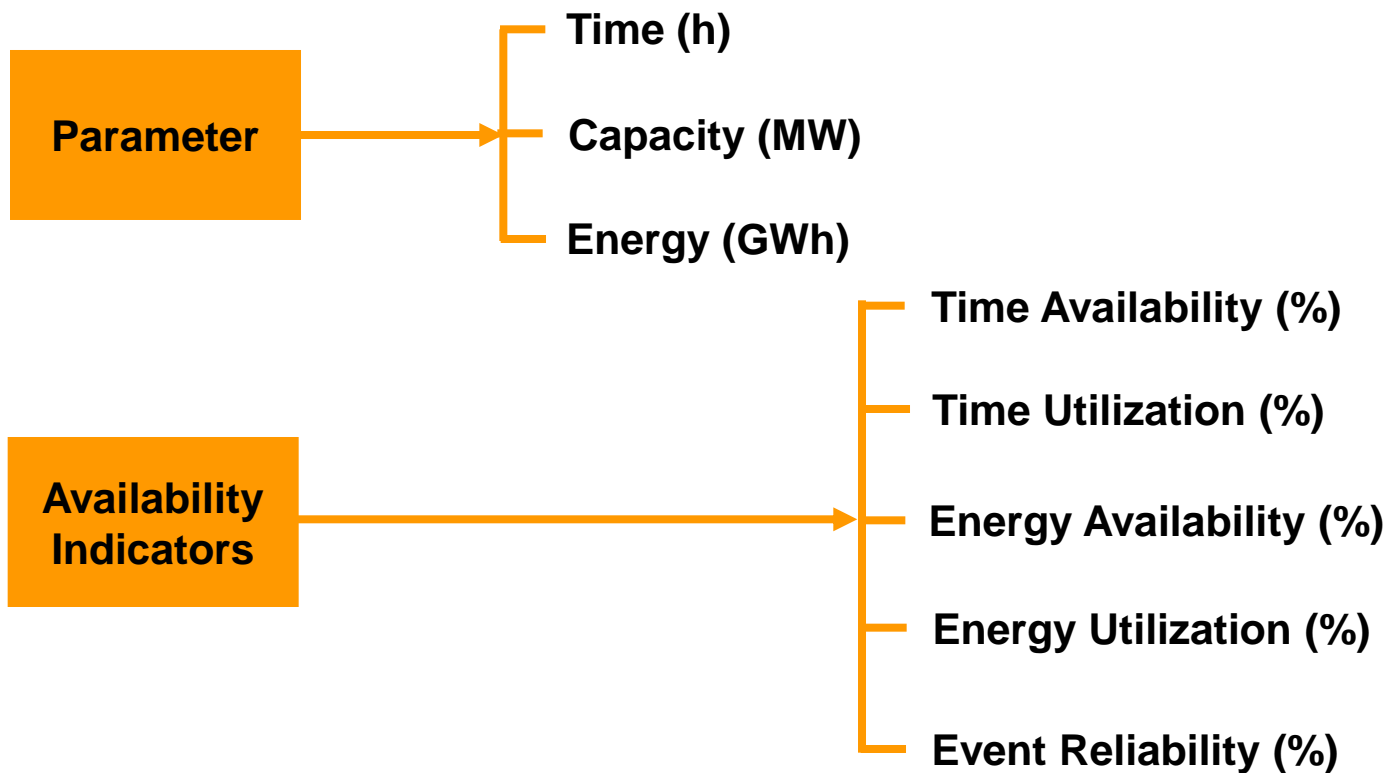 Parameter
Time (h)
Capacity (MW)
Energy (GWh)
Availability
Indicators
Time Availability (%)
Time Utilization (%)
Energy Availability (%)
Energy Utilization (%)
Event Reliability (%)